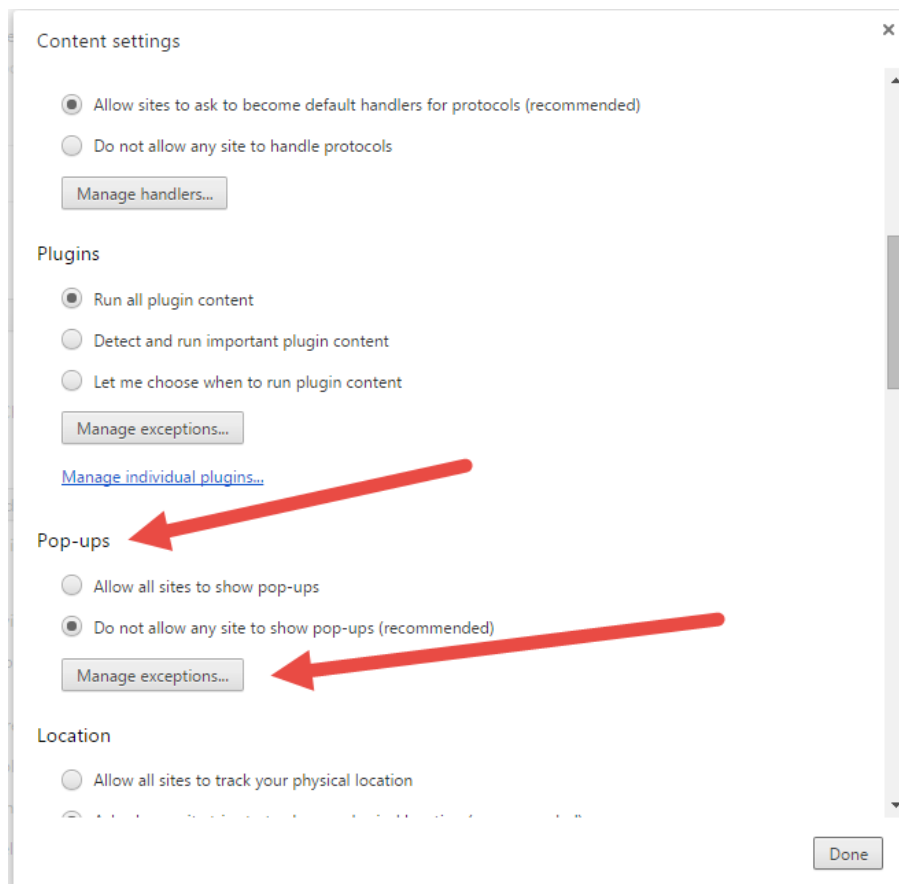 Content settings
Allow sites to ask to become default handlers for protocols (recommended)
Do not allow any site to handle protocols
Manage handlers...
Plugins
Run all plugin content
Detect and run important plugin content
Let me choose when to run plugin content
Manage exceptions...
Manage individual plugins...
Pop-ups
Allow all sites to show pop-ups
Do not allow any site to show pop-ups (recommended)
Manage exceptions...
Location
Allow all sites to track your physical location
Done